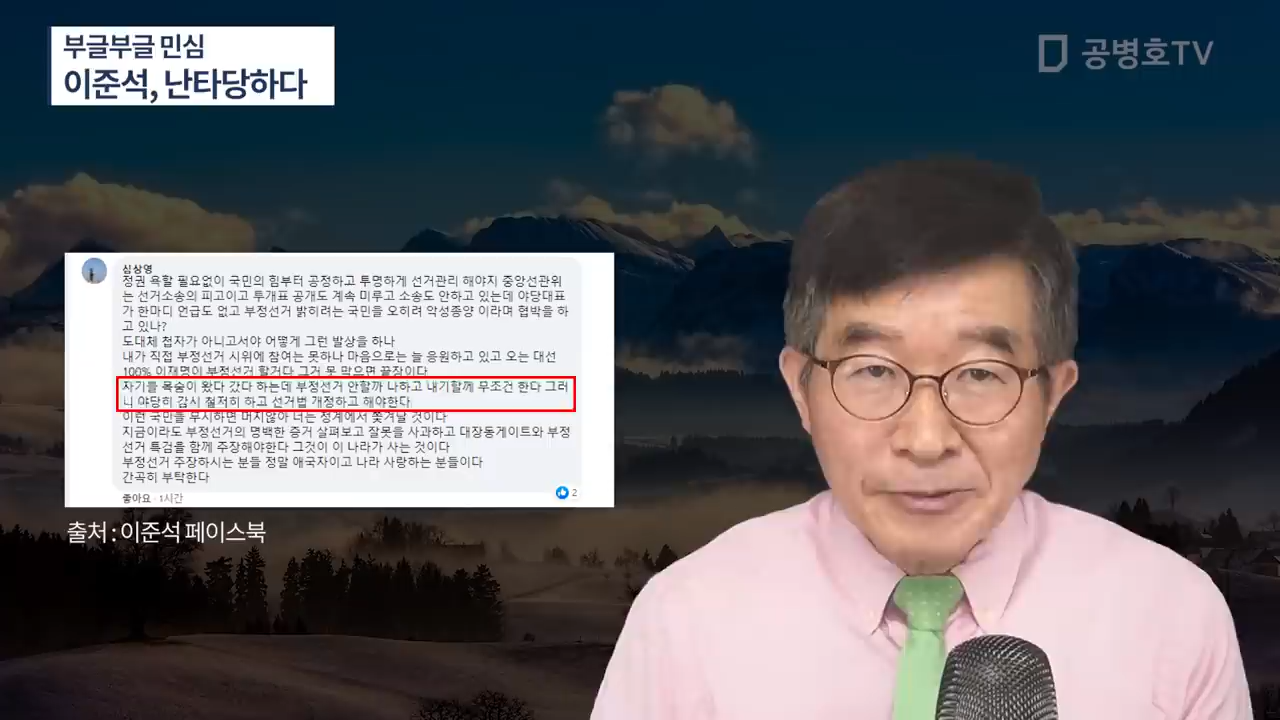 부글부글 민심
이준석, 난타당하다
공병호TV
심상영
정권 욕할 필요없이 국민의 힘부터 공정하고 투명하게 선거관리 해야지 중앙선관위
는 선거소송의 피고이고 투개표 공개도 계속 미루고 소송도 안하고 있는데 야당대표
가 한마디 언급도 없고 부정선거 밝히려는 국민을 오히려 악성종양 이라며 협박을 하
고 있나?
도대체 첩자가 아니고서야 어떻게 그런 발상을 하나
내가 직접 부정선거 시위에 참여는 못하나 마음으로는 늘 응원하고 있고 오는 대선
100% 이재명이 부정선거 할거다 그거 못 막으면 끝장이다
자기들 목숨이 왔다 갔다 하는데 부정선거 안할까 나하고 내기할께 무조건 한다 그러
니 야당히 감시 철저히 하고 선거법 개정하고 해야한다
이런 국민을 무시하면 머지않아 너는 정계에서 쫓겨날 것이다
지금이라도 부정선거의 명백한 증거 살펴보고 잘못을 사과하고 대장동게이트와 부정
선거 특검을 함께 주장해야한다 그것이 이 나라가 사는 것이다
부정선거 주장하시는 분들 정말 애국자이고 나라 사랑하는 분들이다
간곡히 부탁한다
좋아요 · 1시간
2
출처 : 이준석 페이스북